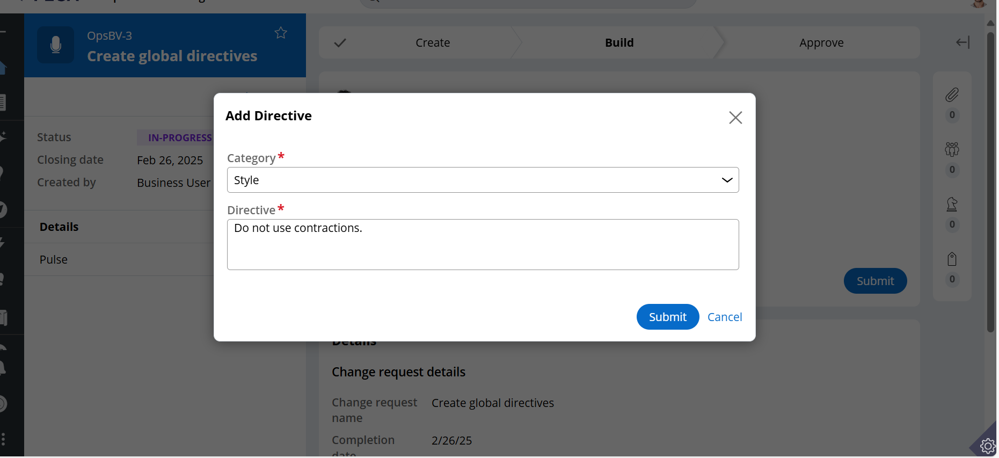 OpsBV-3
Create global directives
Create
Build
Approve
Add Directive
Category*
Style
Directive*
Do not use contractions.
Submit
Cancel
Status
IN-PROGRESS
Closing date
Feb 26, 2025
Created by
Business User
Details
Pulse
0
0
0
0
Submit
Details
Change request details
Change request name
Create global directives
Completion date
2/26/25